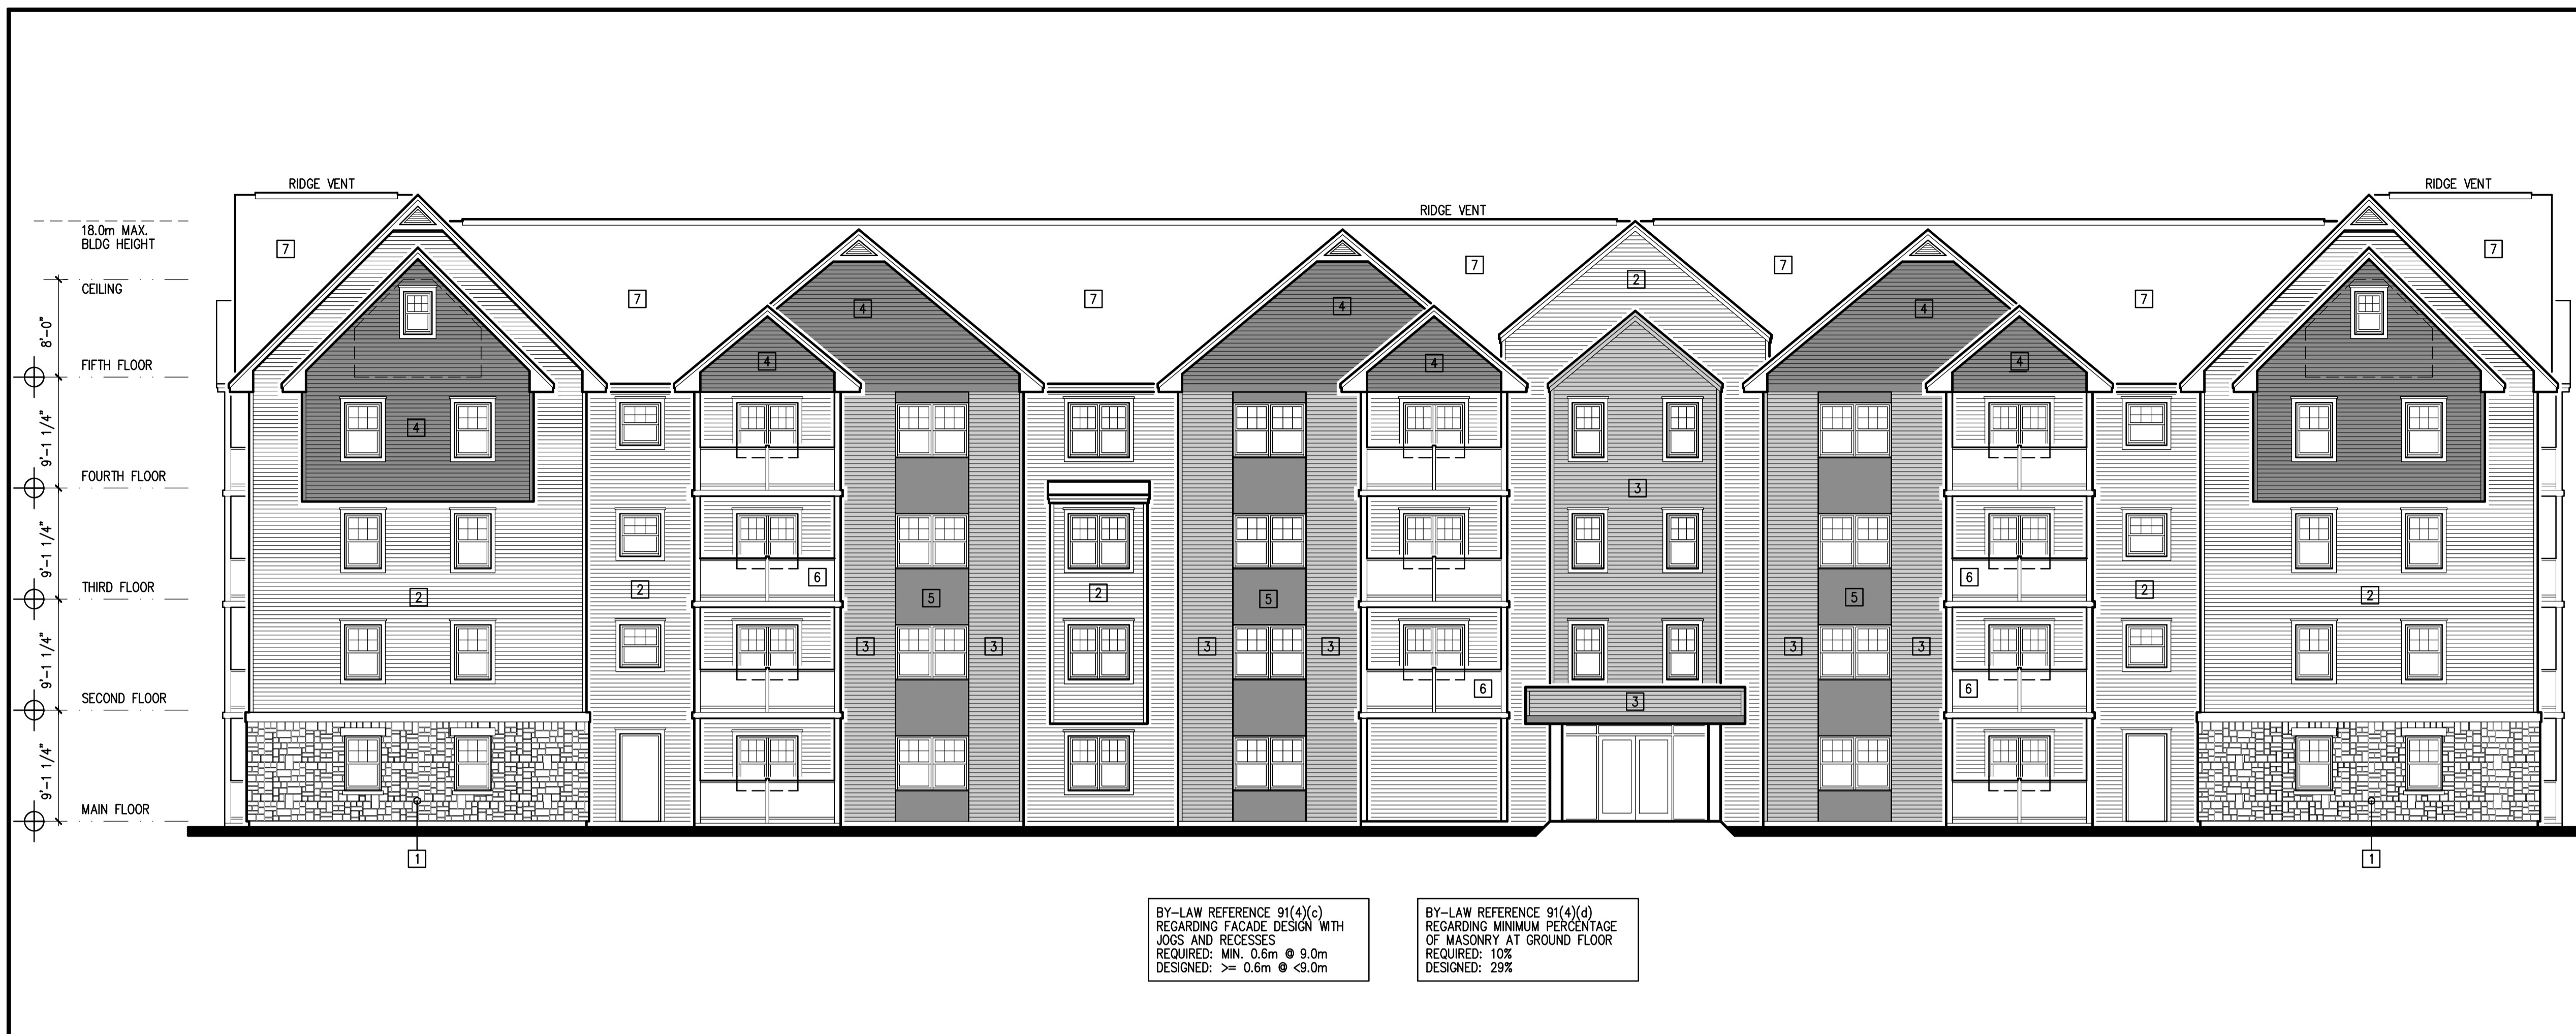 RIDGE VENT
RIDGE VENT
RIDGE VENT
18.0m MAX.
BLDG HEIGHT
7
7
7
7
7
7
7
2
CEILING
8'-0"
4
4
4
FIFTH FLOOR
4
4
4
9'-1 1/4"
4
FOURTH FLOOR
3
9'-1 1/4"
6
6
THIRD FLOOR
2
2
5
2
5
5
2
2
9'-1 1/4"
3
3
3
3
3
3
SECOND FLOOR
6
6
3
9'-1 1/4"
MAIN FLOOR
1
1
BY-LAW REFERENCE 91(4)(c)
REGARDING FACADE DESIGN WITH
JOGS AND RECESSES
REQUIRED: MIN. 0.6m @ 9.0m
DESIGNED: >= 0.6m @ <9.0m
BY-LAW REFERENCE 91(4)(d)
REGARDING MINIMUM PERCENTAGE
OF MASONRY AT GROUND FLOOR
REQUIRED: 10%
DESIGNED: 29%